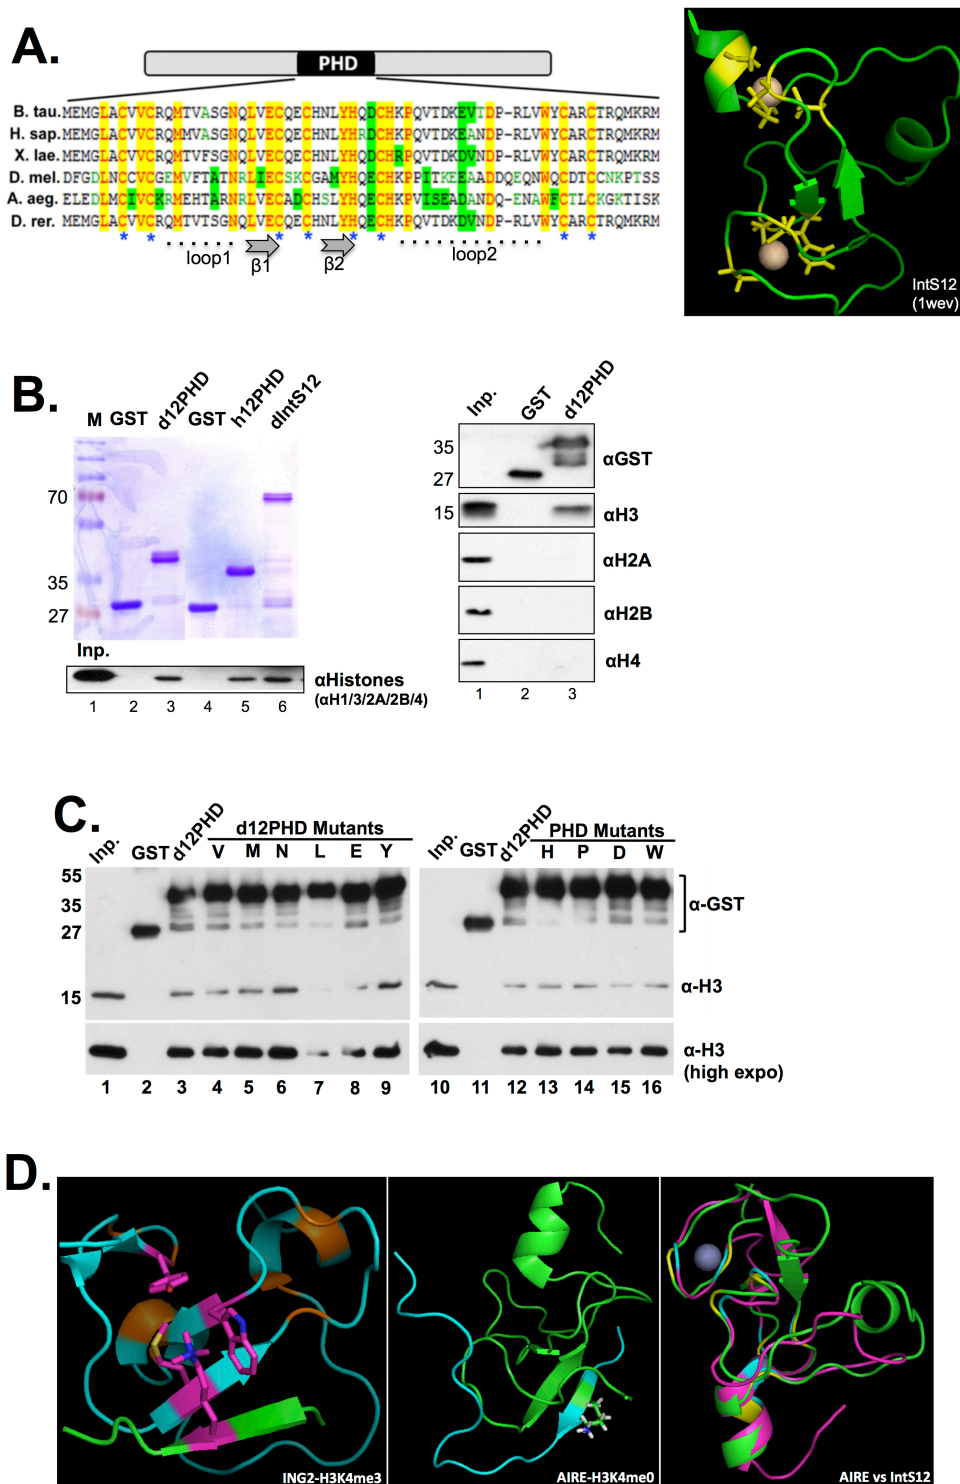 A.
PHD
B. tau. MEMGLACVVCRQMTVASGNQLVECQECHNLYHQDCHKPQVTDKEVTDP-RLVWYCARCTRQMKRM
H. sap. MEMGLACVVCRQMMVASGNQLVECQECHNLYHRDCHKPQVTDKEANDP-RLVWYCARCTRQMKRM
X. lae. MEMGLACVVCRQMTVFSGNQLVECQECHNLYHQDCHRPQVTDKDVNDP-RLVWYCARCTRQMKRM
D. mel. DFGDLNCCVCGEMVFTATNRLIECSKCGAMYHQECHKPPITKEEAADDQEQNWQCDTCCNKPTSS
A. aeg. ELEDLMCIVCKRMEHTARNRLVECADCHSLYHQECHKPVISEADANDQ-ENAWFCTLCKGKTISK
D. rer. MEMGLACVVCRQMTVTSGNQLVECQECHNLYHQDCHKPQVTDKDVNDP-RLVWYCARCTRQMKRM
* * * * * * * *
loop1 β1 β2 loop2
IntS12
(1wev)
B.
M GST d12PHD GST h12PHD dIntS12
70
35
27
Inp.
αHistones
(αH1/3/2A/2B/4)
1 2 3 4 5 6
Inp. GST d12PHD
35
αGST
27
15
αH3
αH2A
αH2B
αH4
1 2 3
C.
Inp. GST d12PHD d12PHD Mutants
V M N L E Y
Inp. GST d12PHD PHD Mutants
H P D W
55
35
27
15
α-GST
α-H3
α-H3
(high expo)
1 2 3 4 5 6 7 8 9 10 11 12 13 14 15 16
D.
ING2-H3K4me3
AIRE-H3K4me0
AIRE vs IntS12